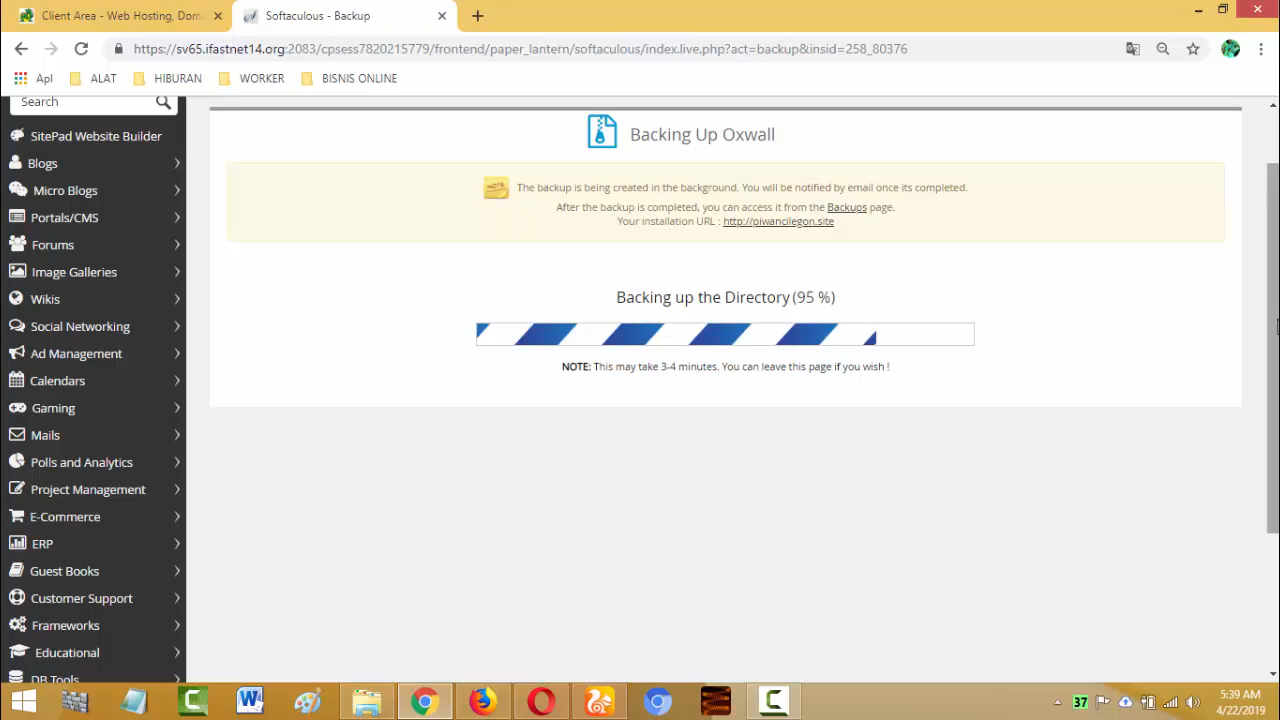 Client Area - Web Hosting, Doma
Softaculous - Backup
https://sv65.ifastnet14.org:2083/cpsess7820215779/frontend/paper_lantern/softaculous/index.live.php?act=backup&insid=258_80376
Apl
ALAT
HIBURAN
WORKER
BISNIS ONLINE
Search
SitePad Website Builder
Blogs
Micro Blogs
Portals/CMS
Forums
Image Galleries
Wikis
Social Networking
Ad Management
Calendars
Gaming
Mails
Polls and Analytics
Project Management
E-Commerce
ERP
Guest Books
Customer Support
Frameworks
Educational
DB Tools
Backing Up Oxwall
NOTE
The backup is being created in the background. You will be notified by email once its completed.
After the backup is completed, you can access it from the Backups page.
Your installation URL : http://piwancilegon.site
Backing up the Directory (95 %)
NOTE: This may take 3-4 minutes. You can leave this page if you wish !
37
5:39 AM
4/22/2019